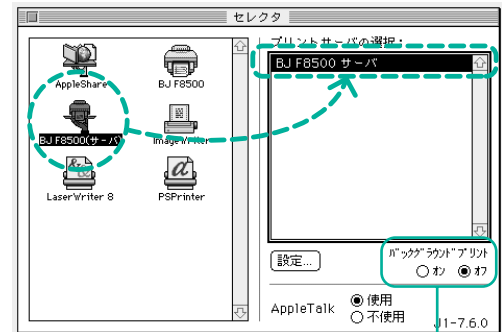 セレクタ
プリントサーバの選択：
AppleShare
BJ F8500
BJ F8500 サーバ
BJ F8500(サーバ)
ImageWriter
LaserWriter 8
PSPrinter
設定...
バックグラウンドプリント
オン
オフ
AppleTalk
使用
不使用
J1-7.6.0